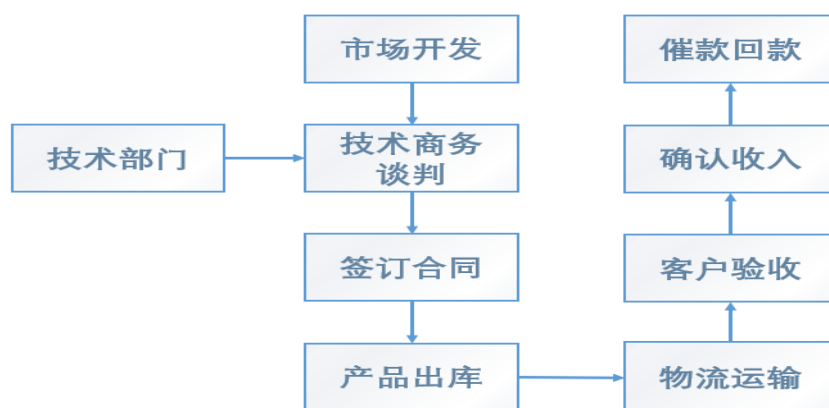 市场开发
催款回款
技术部门
技术商务
谈判
确认收入
签订合同
客户验收
产品出库
物流运输